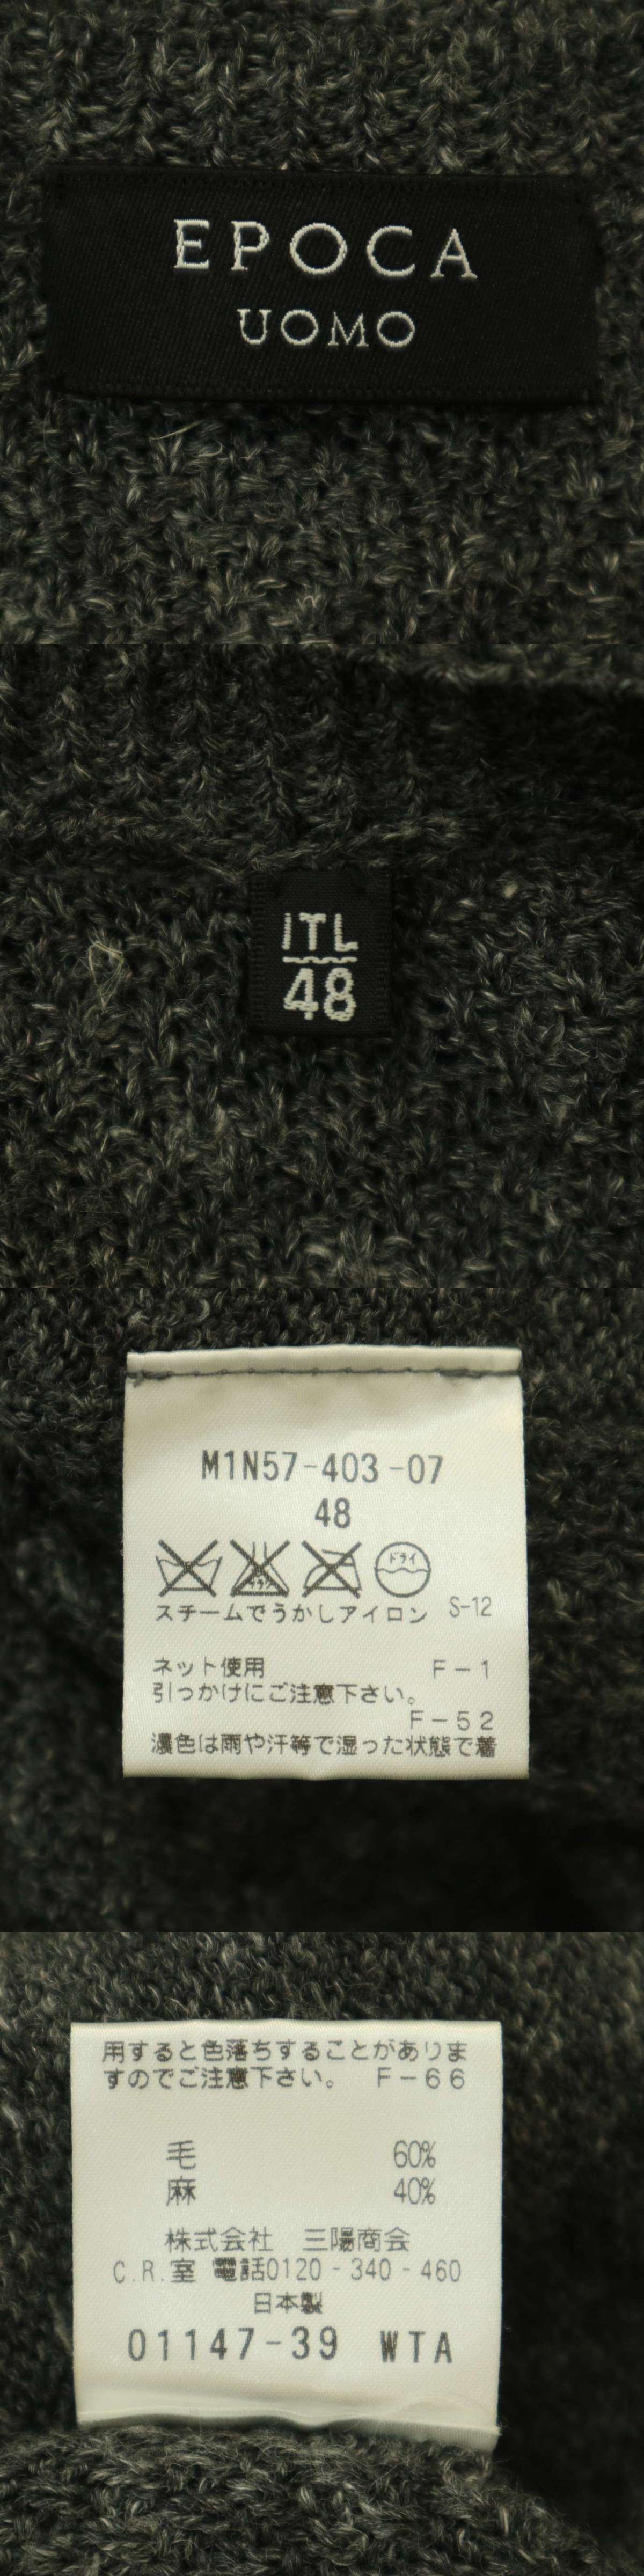 EPOCA
UOMO
ITL
48
M1N57-403-07
48
ドライ
スチームでうかしアイロン S-12
ネット使用 F-1
引っかけにご注意下さい。
F-52
濃色は雨や汗等で湿った状態で着
用すると色落ちすることがありま
すのでご注意下さい。 F-66
毛 60%
麻 40%
株式会社 三陽商会
C.R.室 電話0120-340-460
日本製
01147-39 WTA